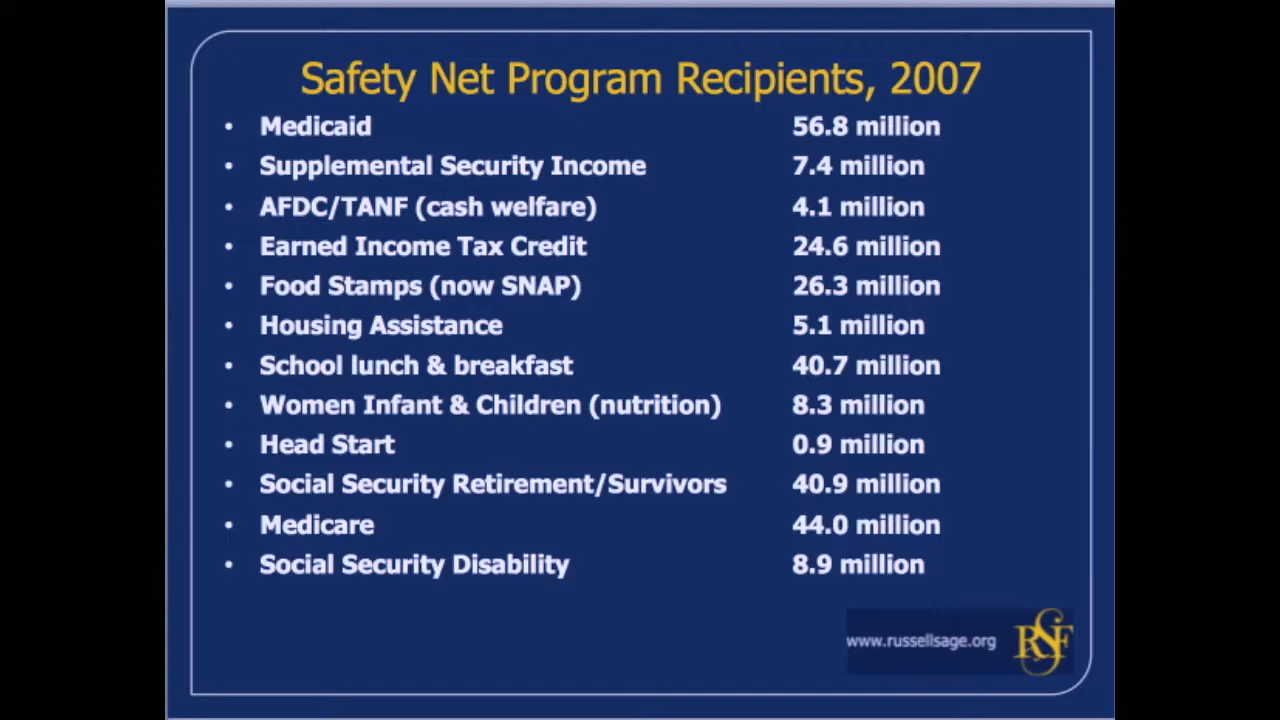 Safety Net Program Recipients, 2007
• Medicaid 56.8 million
• Supplemental Security Income 7.4 million
• AFDC/TANF (cash welfare) 4.1 million
• Earned Income Tax Credit 24.6 million
• Food Stamps (now SNAP) 26.3 million
• Housing Assistance 5.1 million
• School lunch & breakfast 40.7 million
• Women Infant & Children (nutrition) 8.3 million
• Head Start 0.9 million
• Social Security Retirement/Survivors 40.9 million
• Medicare 44.0 million
• Social Security Disability 8.9 million
www.russellsage.org RSF